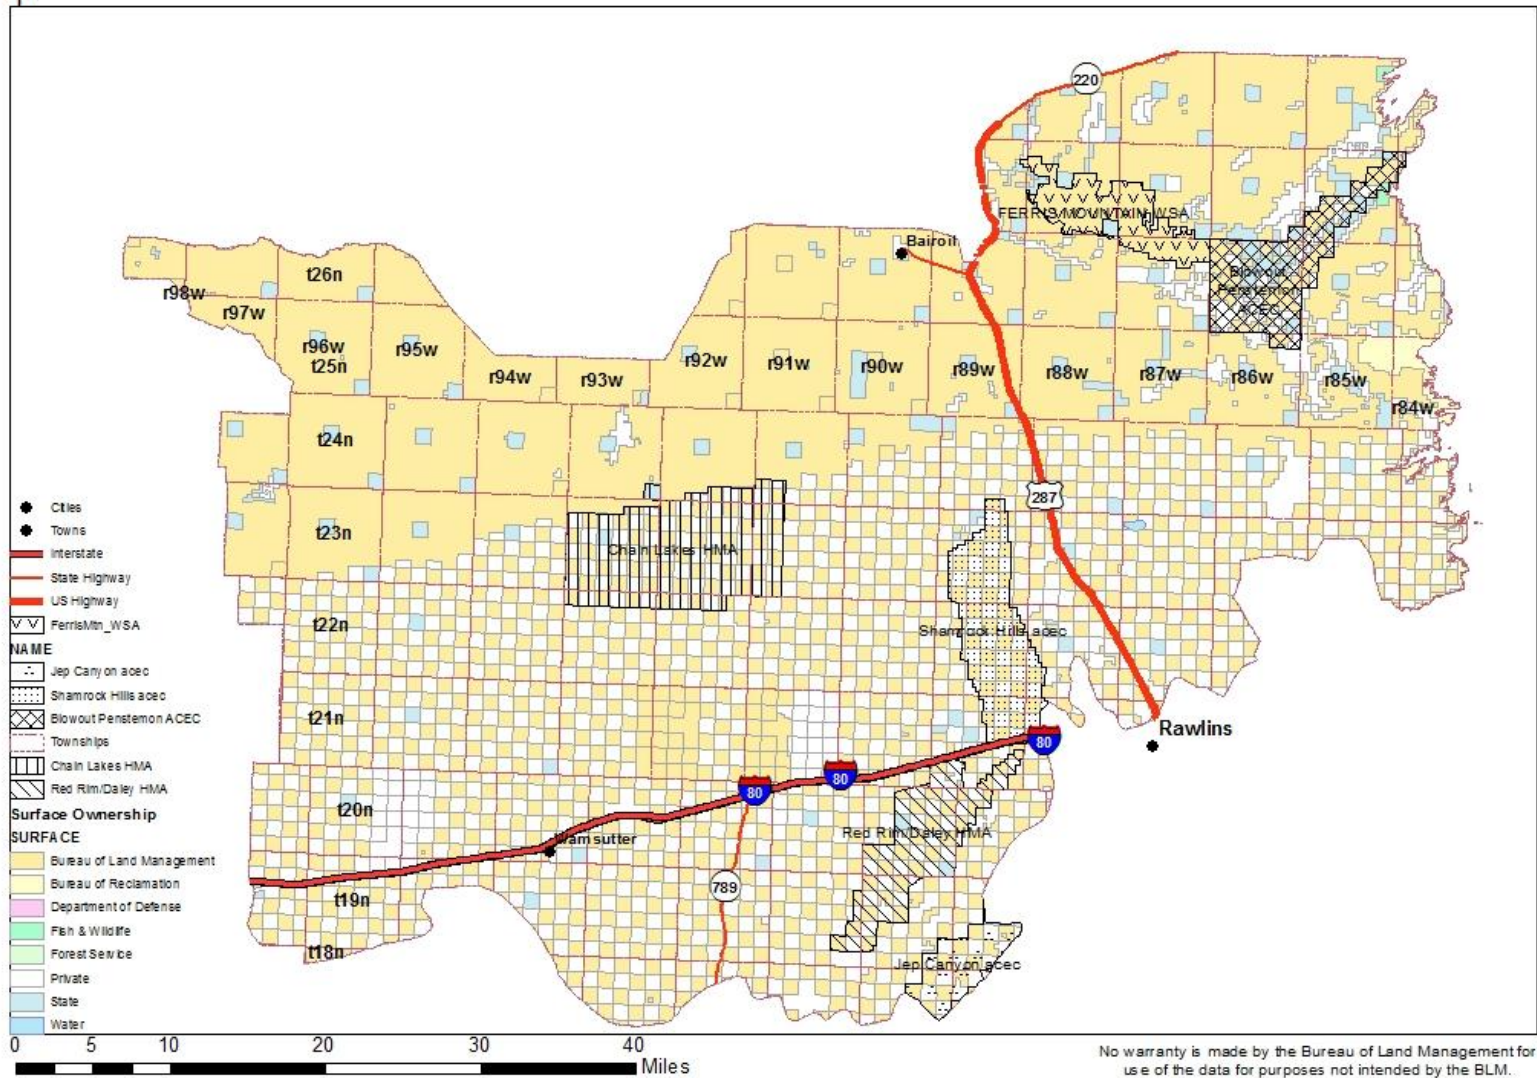 220
FERRIS MOUNTAIN WSA
Bairoil
Blowout
Penstemon
ACEC
t26n
r98w
r97w
r96w
t25n
r95w
r94w
r93w
r92w
r91w
r90w
r89w
r88w
r87w
r86w
r85w
r84w
t24n
287
t23n
Chain Lakes HMA
t22n
Shamrock Hills acec
t21n
Rawlins
80
80
80
t20n
Red Rim/Daley HMA
Wamsutter
789
t19n
t18n
Jep Canyon acec
Cities
Towns
Interstate
State Highway
US Highway
FerrisMtn_WSA
NAME
Jep Canyon acec
Shamrock Hills acec
Blowout Penstemon ACEC
Townships
Chain Lakes HMA
Red Rim/Daley HMA
Surface Ownership
SURFACE
Bureau of Land Management
Bureau of Reclamation
Department of Defense
Fish & Wildlife
Forest Service
Private
State
Water
0 5 10 20 30 40
Miles
No warranty is made by the Bureau of Land Management for
use of the data for purposes not intended by the BLM.